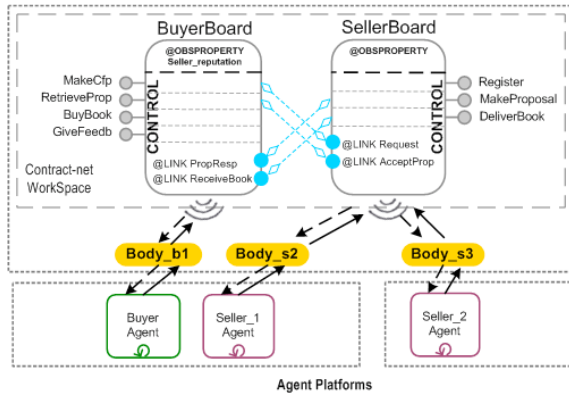 BuyerBoard
SellerBoard
@OBSPROPERTY
Seller_reputation
@OBSPROPERTY
MakeCfp
RetrieveProp
BuyBook
GiveFeedb
CONTROL
CONTROL
Register
MakeProposal
DeliverBook
@LINK Request
@LINK AcceptProp
@LINK PropResp
@LINK ReceiveBook
Contract-net
WorkSpace
Body_b1
Body_s2
Body_s3
Buyer
Agent
Seller_1
Agent
Seller_2
Agent
Agent Platforms